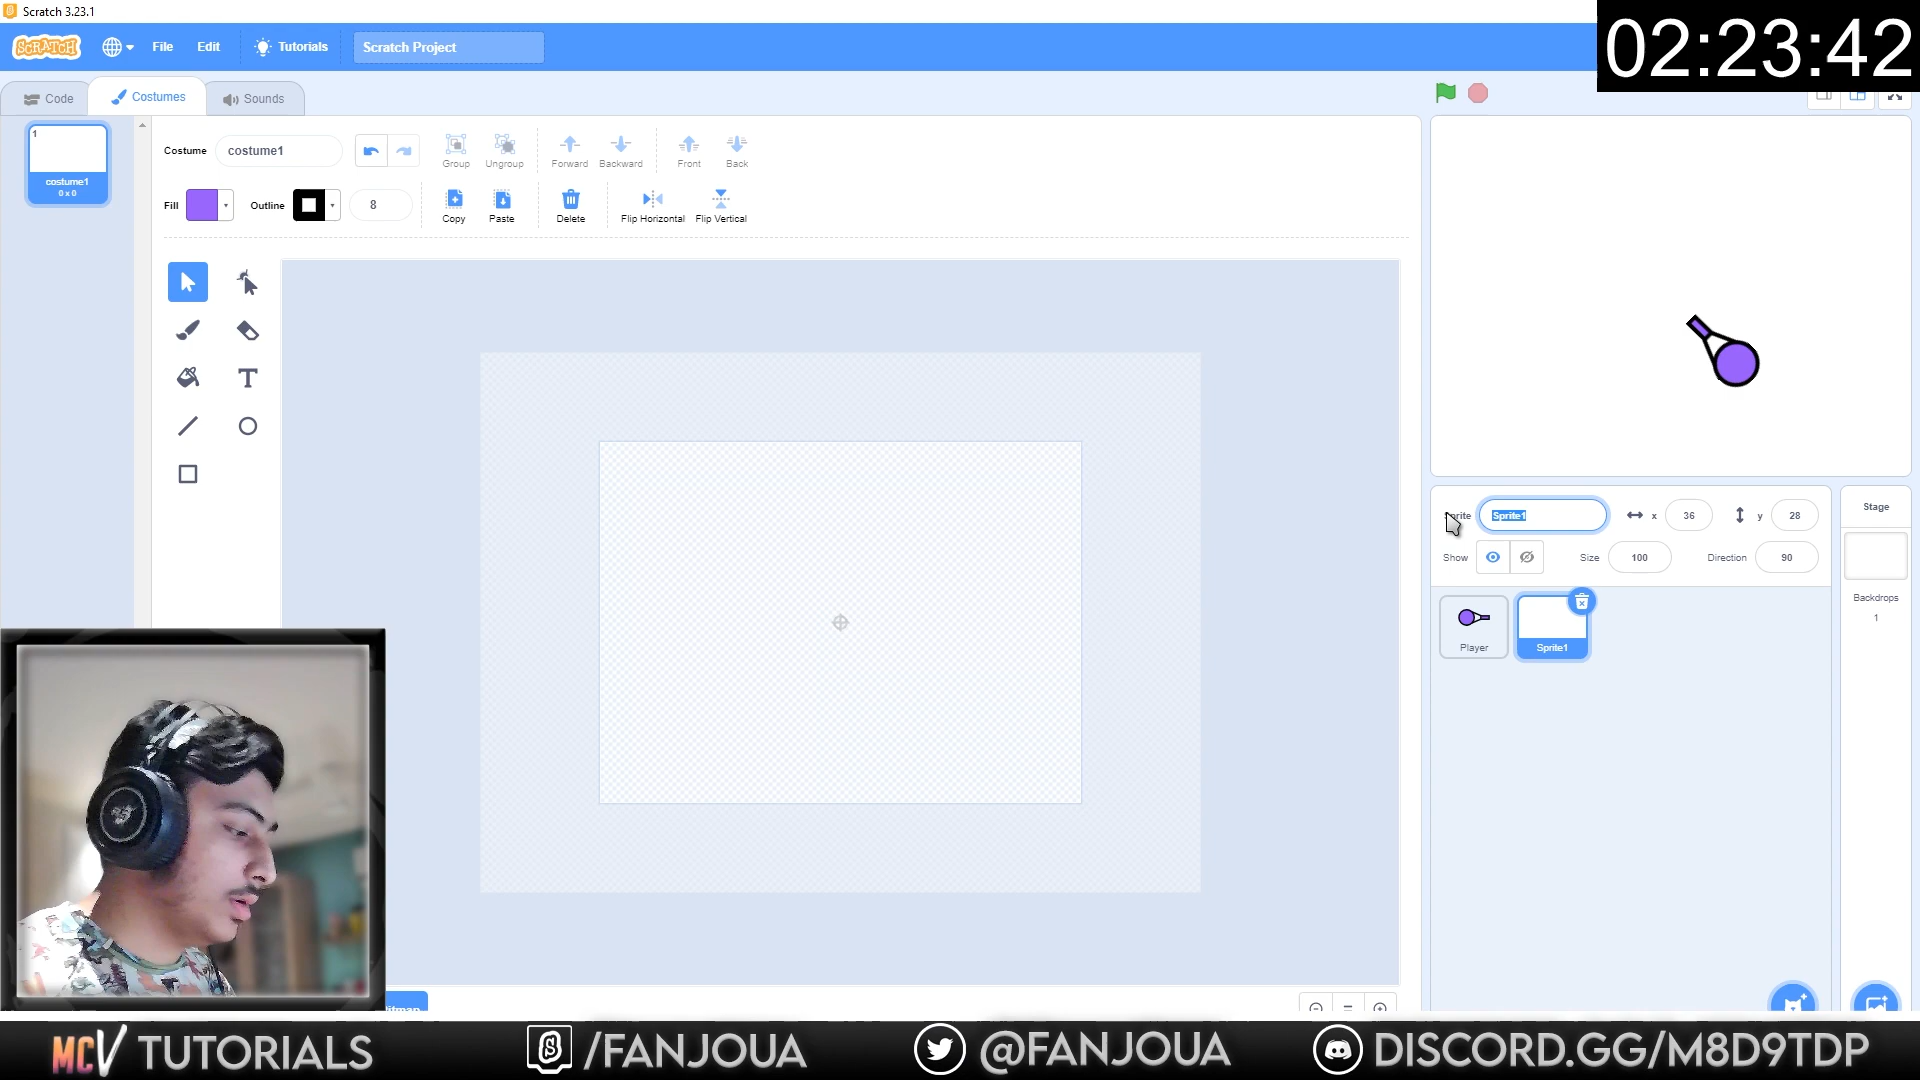 Scratch 3.23.1
SCRATCH
File
Edit
Tutorials
Scratch Project
02:23:42
Code
Costumes
Sounds
1
costume1
0 x 0
Costume
costume1
Group
Ungroup
Forward
Backward
Front
Back
Fill
Outline
8
Copy
Paste
Delete
Flip Horizontal
Flip Vertical
T
Sprite1
x
36
y
28
Show
Size
100
Direction
90
Player
Sprite1
Stage
Backdrops
1
MCV TUTORIALS
/FANJOUA
@FANJOUA
DISCORD.GG/M8D9TDP